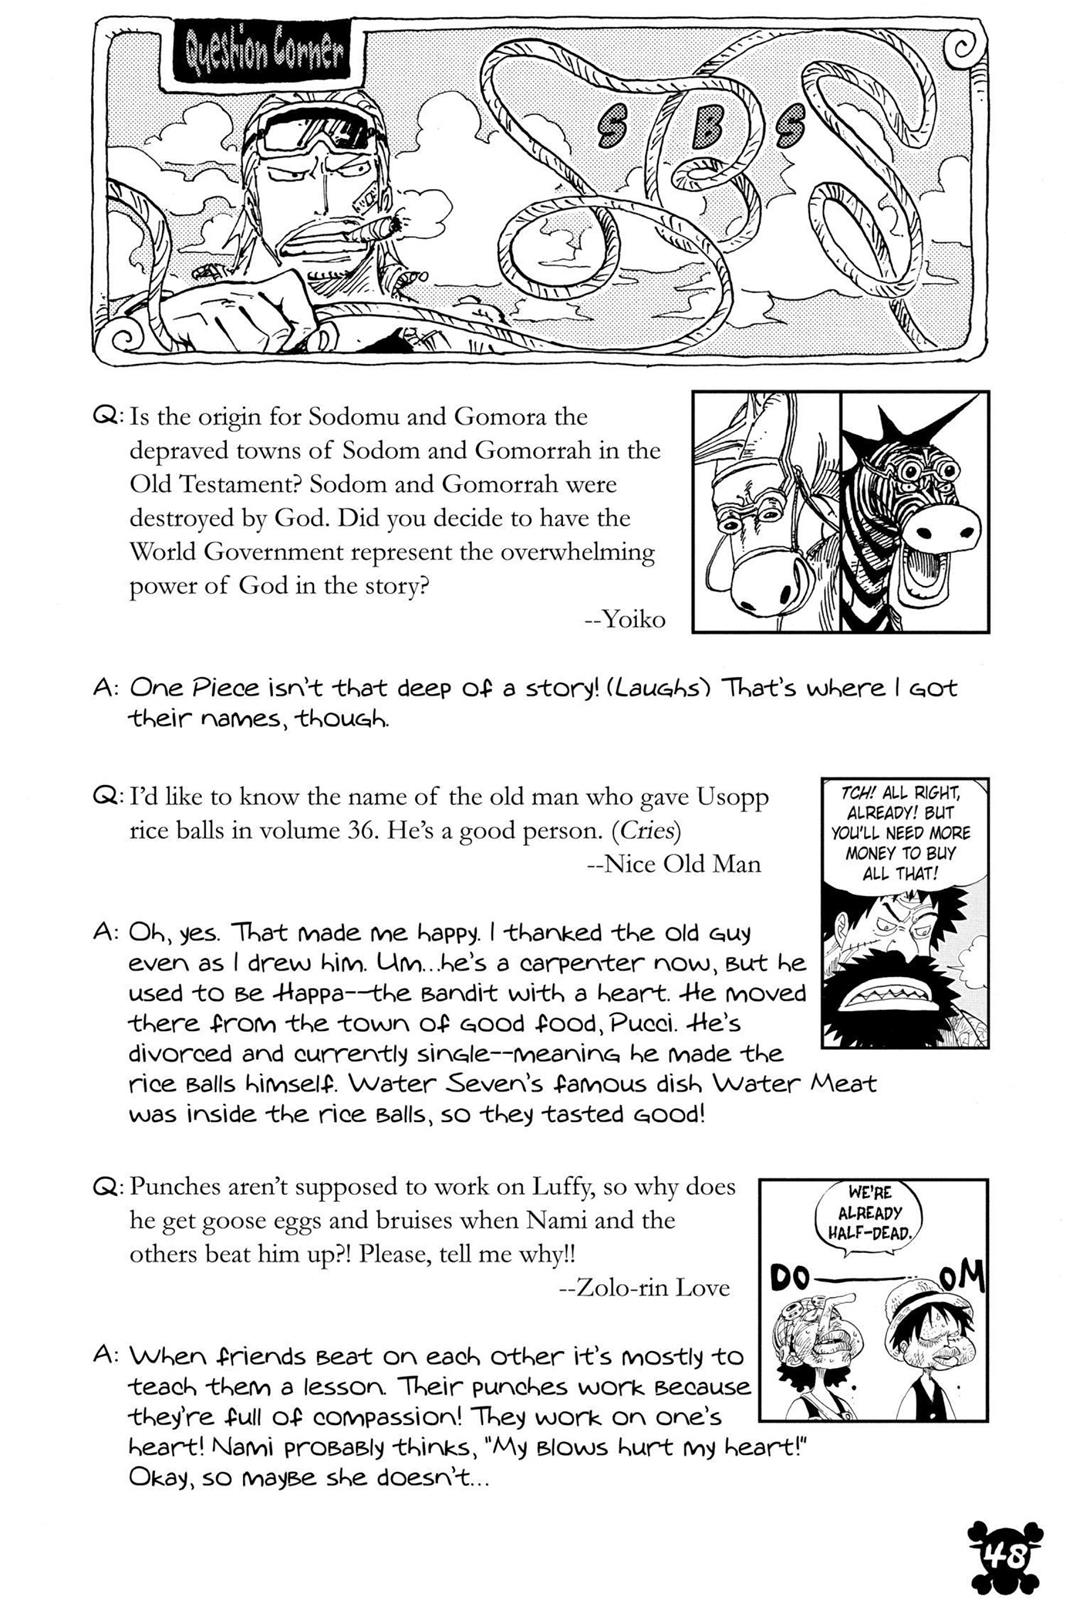 Question Corner
S B S
Q: Is the origin for Sodomu and Gomora the
depraved towns of Sodom and Gomorrah in the
Old Testament? Sodom and Gomorrah were
destroyed by God. Did you decide to have the
World Government represent the overwhelming
power of God in the story?
--Yoiko
A: One Piece isn't that deep of a story! (Laughs) That's where I got
their names, though.
Q: I'd like to know the name of the old man who gave Usopp
rice balls in volume 36. He's a good person. (Cries)
--Nice Old Man
TCH! ALL RIGHT,
ALREADY! BUT
YOU'LL NEED MORE
MONEY TO BUY
ALL THAT!
A: Oh, yes. That made me happy. I thanked the old guy
even as I drew him. Um...he's a carpenter now, but he
used to be Happa--the bandit with a heart. He moved
there from the town of good food, Pucci. He's
divorced and currently single--meaning he made the
rice balls himself. Water Seven's famous dish Water Meat
was inside the rice balls, so they tasted good!
Q: Punches aren't supposed to work on Luffy, so why does
he get goose eggs and bruises when Nami and the
others beat him up?! Please, tell me why!!
--Zolo-rin Love
WE'RE
ALREADY
HALF-DEAD.
DO———OM
A: When friends beat on each other it's mostly to
teach them a lesson. Their punches work because
they're full of compassion! They work on one's
heart! Nami probably thinks, "My blows hurt my heart!"
Okay, so maybe she doesn't...
48